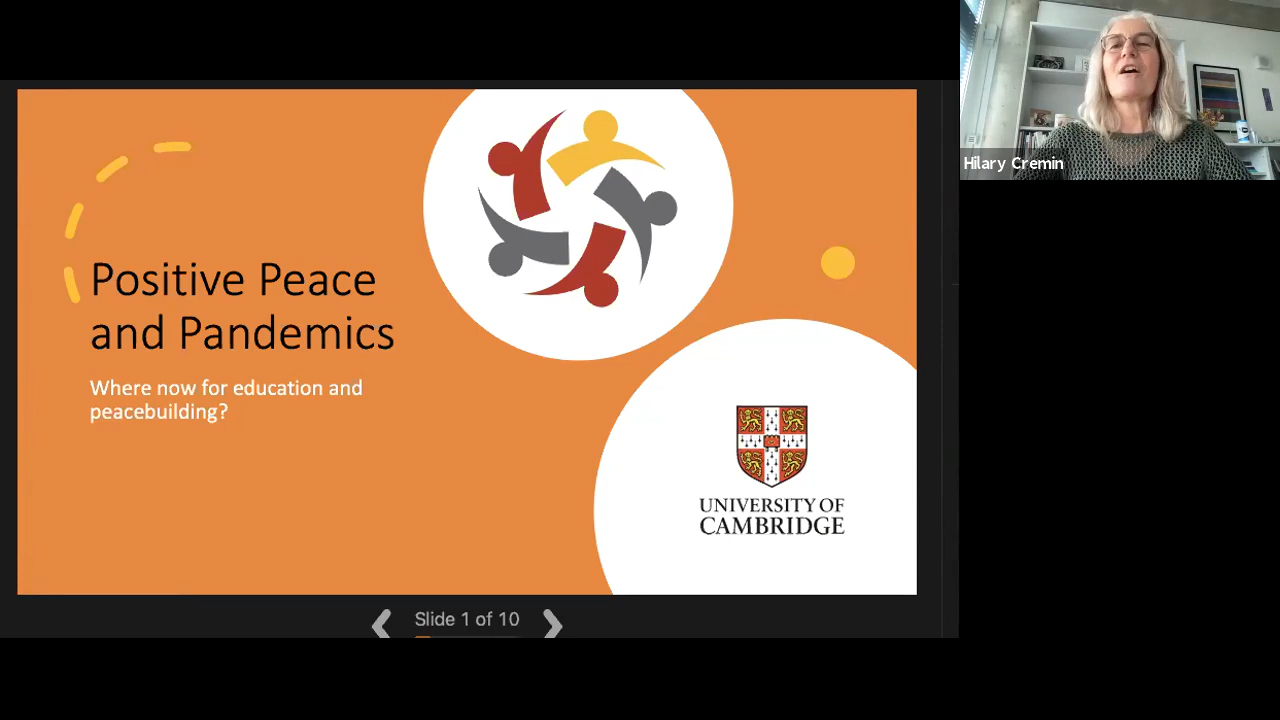 Positive Peace
and Pandemics
Where now for education and
peacebuilding?
UNIVERSITY OF
CAMBRIDGE
Slide 1 of 10
Hilary Cremin